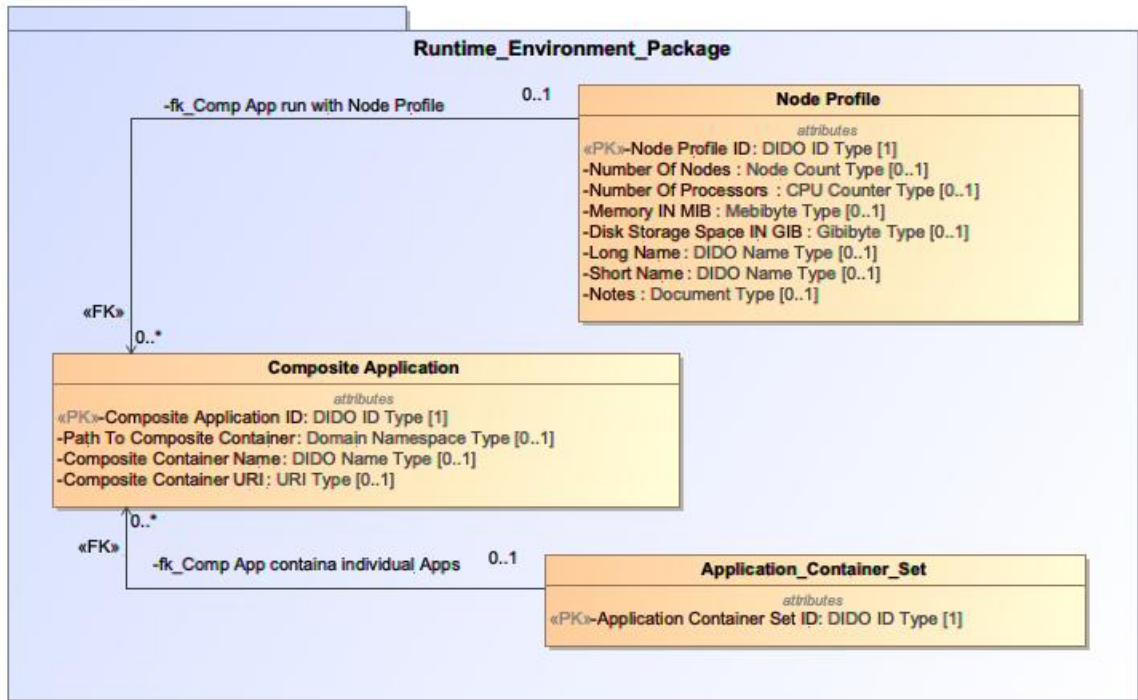 Runtime_Environment_Package
-fk_Comp App run with Node Profile
0..1
Node Profile
attributes
«PK»-Node Profile ID: DIDO ID Type [1]
-Number Of Nodes : Node Count Type [0..1]
-Number Of Processors : CPU Counter Type [0..1]
-Memory IN MIB : Mebibyte Type [0..1]
-Disk Storage Space IN GIB : Gibibyte Type [0..1]
-Long Name : DIDO Name Type [0..1]
-Short Name : DIDO Name Type [0..1]
-Notes : Document Type [0..1]
«FK»
0..*
Composite Application
attributes
«PK»-Composite Application ID: DIDO ID Type [1]
-Path To Composite Container: Domain Namespace Type [0..1]
-Composite Container Name: DIDO Name Type [0..1]
-Composite Container URI : URI Type [0..1]
0..*
«FK»
-fk_Comp App containa individual Apps
0..1
Application_Container_Set
attributes
«PK»-Application Container Set ID: DIDO ID Type [1]